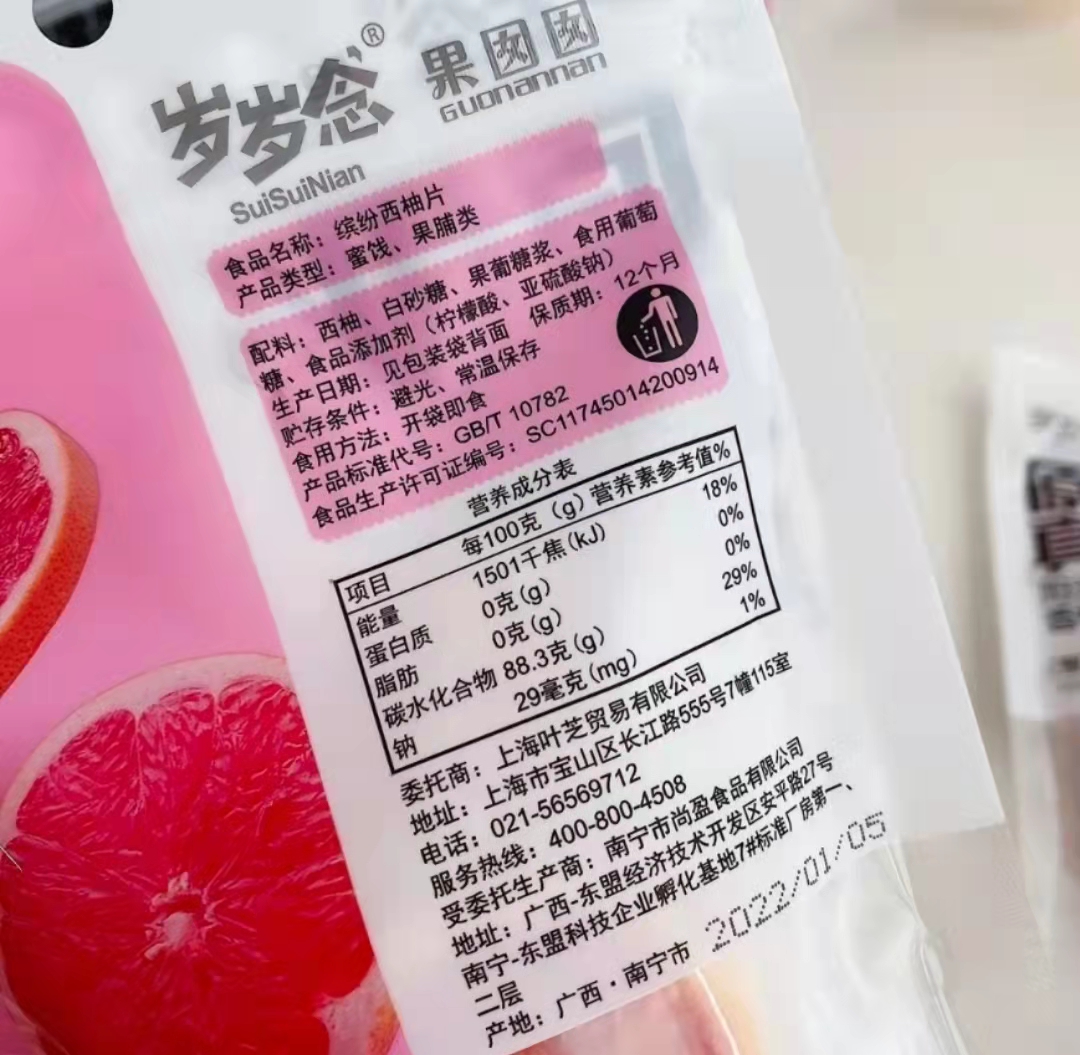 岁岁念®
SuiSuiNian
果囡囡
GUOnannan
食品名称：缤纷西柚片
产品类型：蜜饯、果脯类
配料：西柚、白砂糖、果葡糖浆、食用葡萄
糖、食品添加剂（柠檬酸、亚硫酸钠）
生产日期：见包装袋背面 保质期：12个月
贮存条件：避光、常温保存
食用方法：开袋即食
产品标准代号：GB/T 10782
食品生产许可证编号：SC11745014200914
营养成分表
项目 每100克（g）营养素参考值%
能量 1501千焦(kJ) 18%
蛋白质 0克(g) 0%
脂肪 0克(g) 0%
碳水化合物 88.3克(g) 29%
钠 29毫克(mg) 1%
委托商：上海叶芝贸易有限公司
地址：上海市宝山区长江路555号7幢115室
电话：021-56569712
服务热线：400-800-4508
受委托生产商：南宁市尚盈食品有限公司
地址：广西-东盟经济技术开发区安平路27号
南宁-东盟科技企业孵化基地7#标准厂房第一、
二层
产地：广西·南宁市
2022/01/05